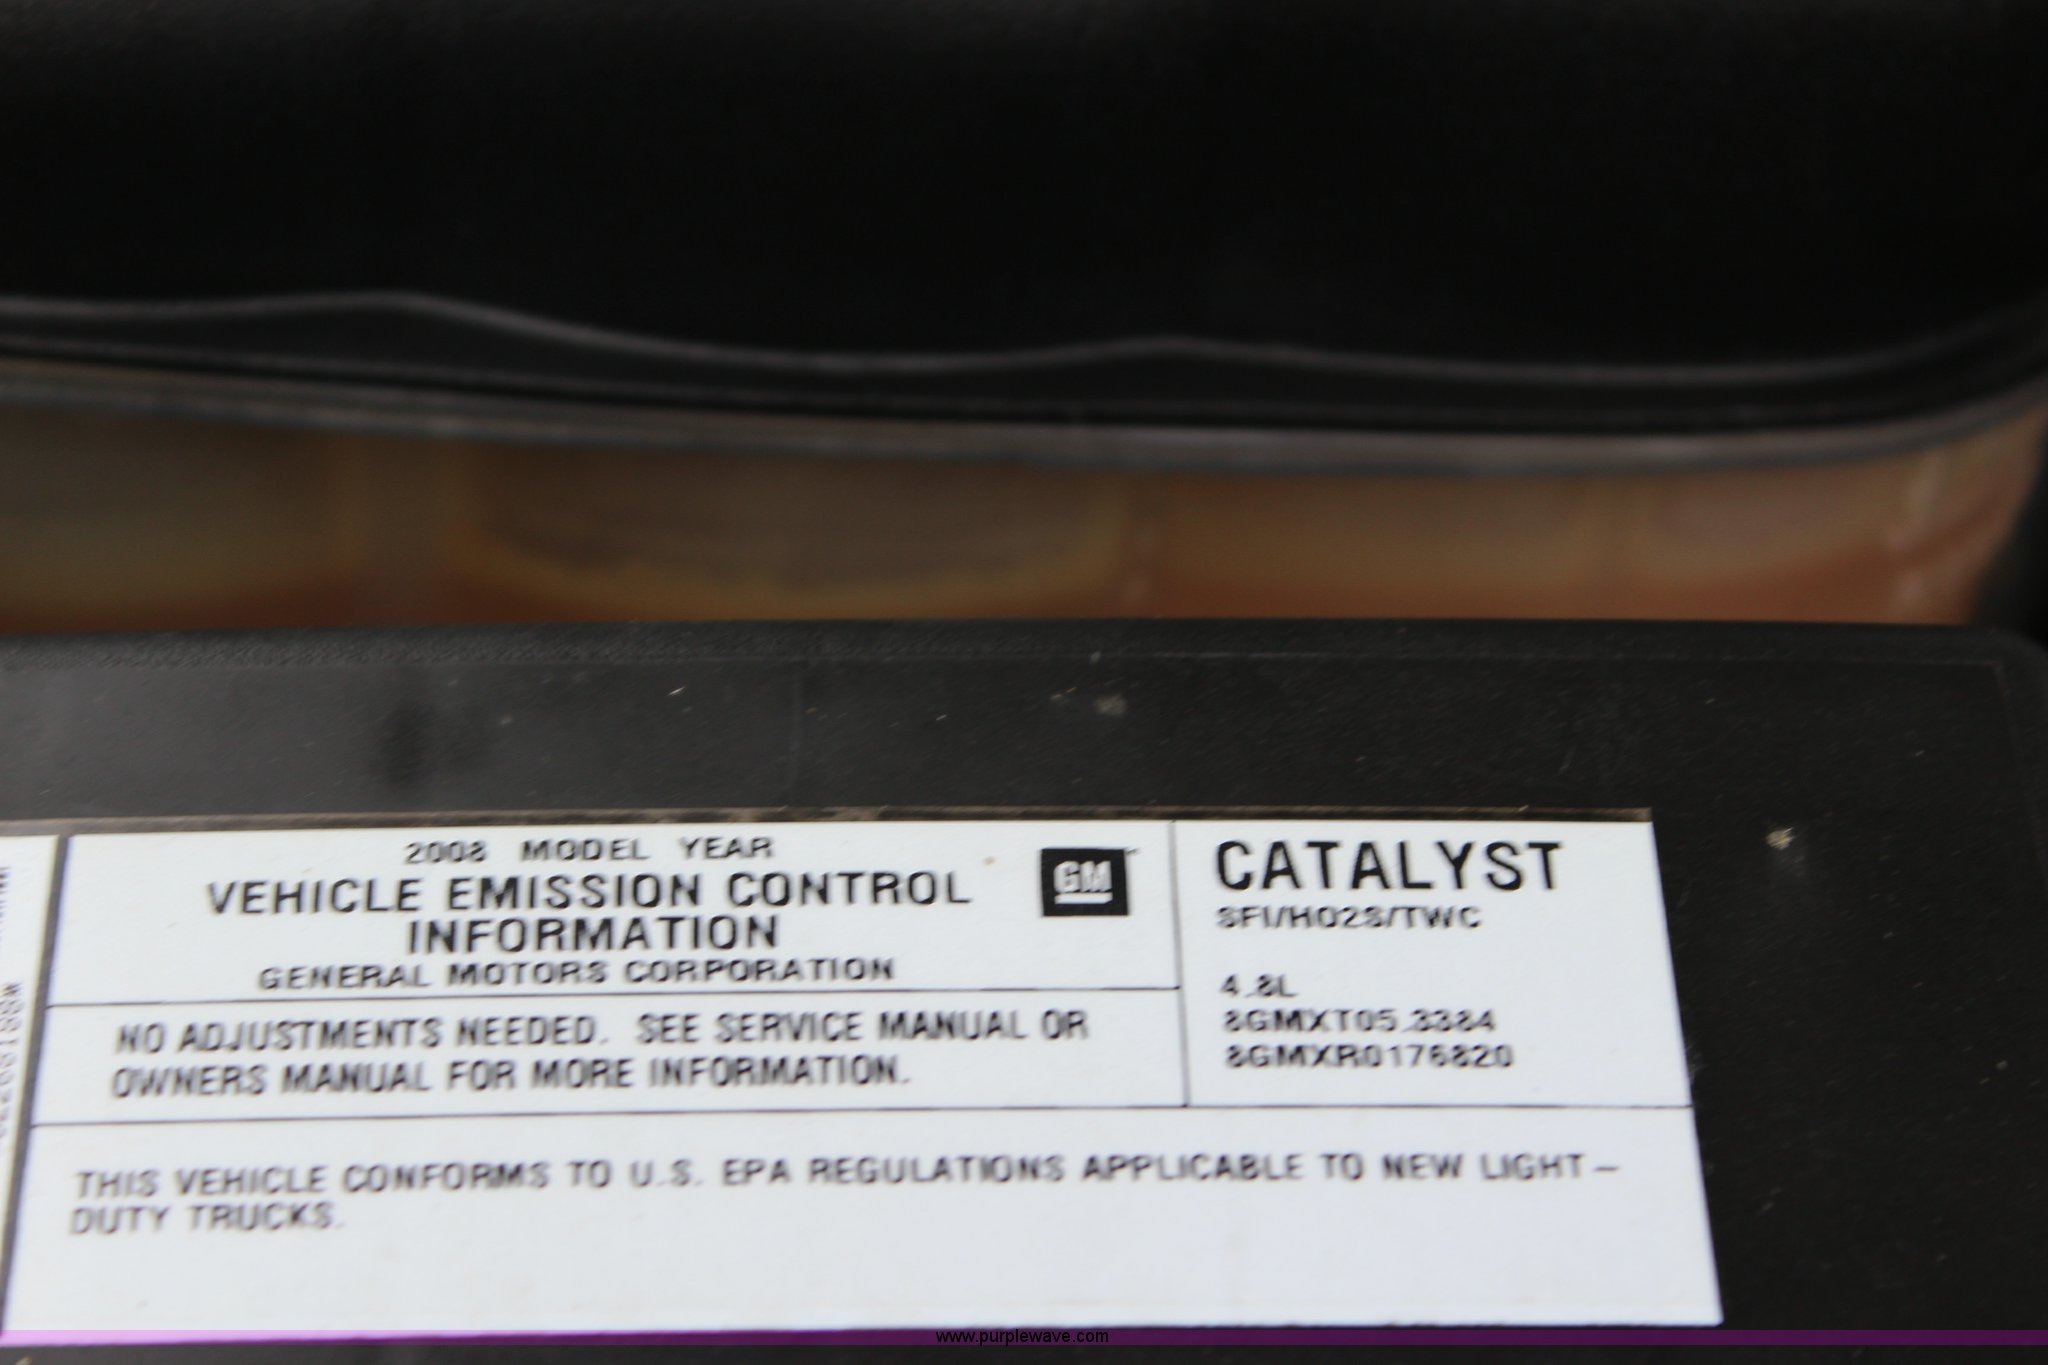 2008 MODEL YEAR
VEHICLE EMISSION CONTROL
INFORMATION
GENERAL MOTORS CORPORATION
GM
NO ADJUSTMENTS NEEDED. SEE SERVICE MANUAL OR
OWNERS MANUAL FOR MORE INFORMATION.
CATALYST
SFI/HO2S/TWC
4.8L
8GMXT05.3384
8GMXR0176820
THIS VEHICLE CONFORMS TO U.S. EPA REGULATIONS APPLICABLE TO NEW LIGHT-
DUTY TRUCKS.
www.purplewave.com